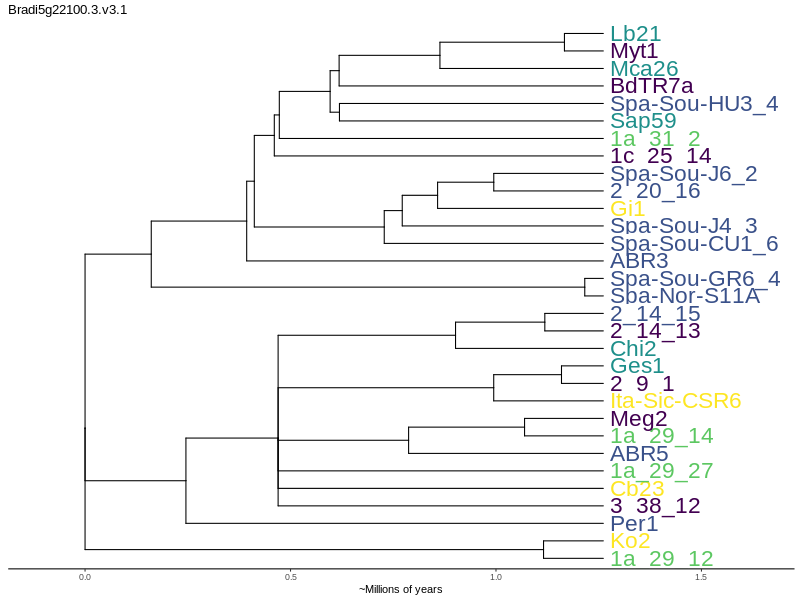 Bradi5g22100.3.v3.1
Lb21
Myt1
Mca26
BdTR7a
Spa-Sou-HU3_4
Sap59
1a_31_2
1c_25_14
Spa-Sou-J6_2
2_20_16
Gi1
Spa-Sou-J4_3
Spa-Sou-CU1_6
ABR3
Spa-Sou-GR6_4
Spa-Nor-S11A
2_14_15
2_14_13
Chi2
Ges1
2_9_1
Ita-Sic-CSR6
Meg2
1a_29_14
ABR5
1a_29_27
Cb23
3_38_12
Per1
Ko2
1a_29_12
0.0 0.5 1.0 1.5
~Millions of years